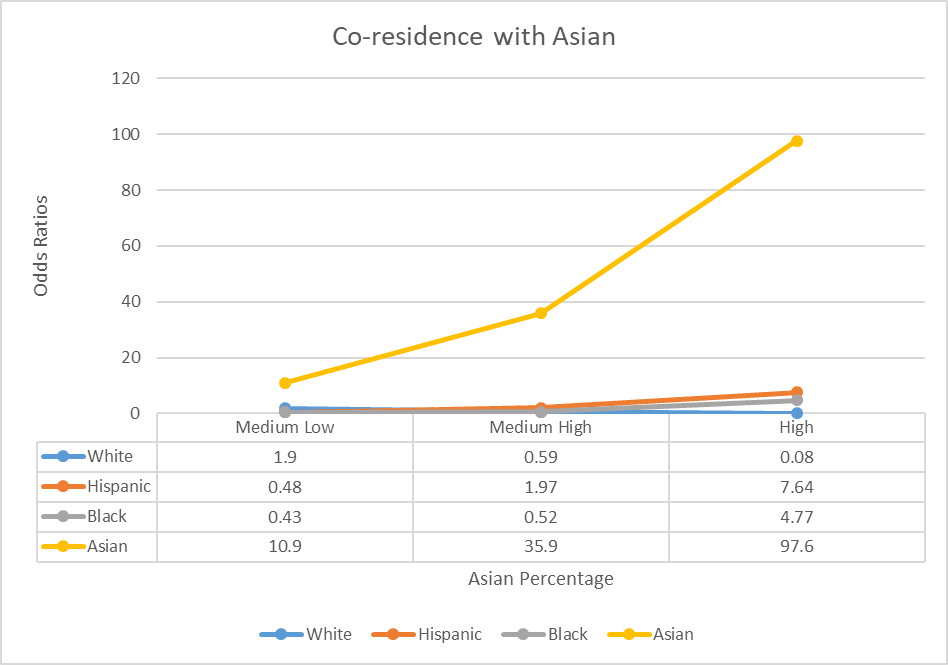 Co-residence with Asian
120
100
80
60
40
20
0
Odds Ratios
Medium Low Medium High High
White 1.9 0.59 0.08
Hispanic 0.48 1.97 7.64
Black 0.43 0.52 4.77
Asian 10.9 35.9 97.6
Asian Percentage
White Hispanic Black Asian